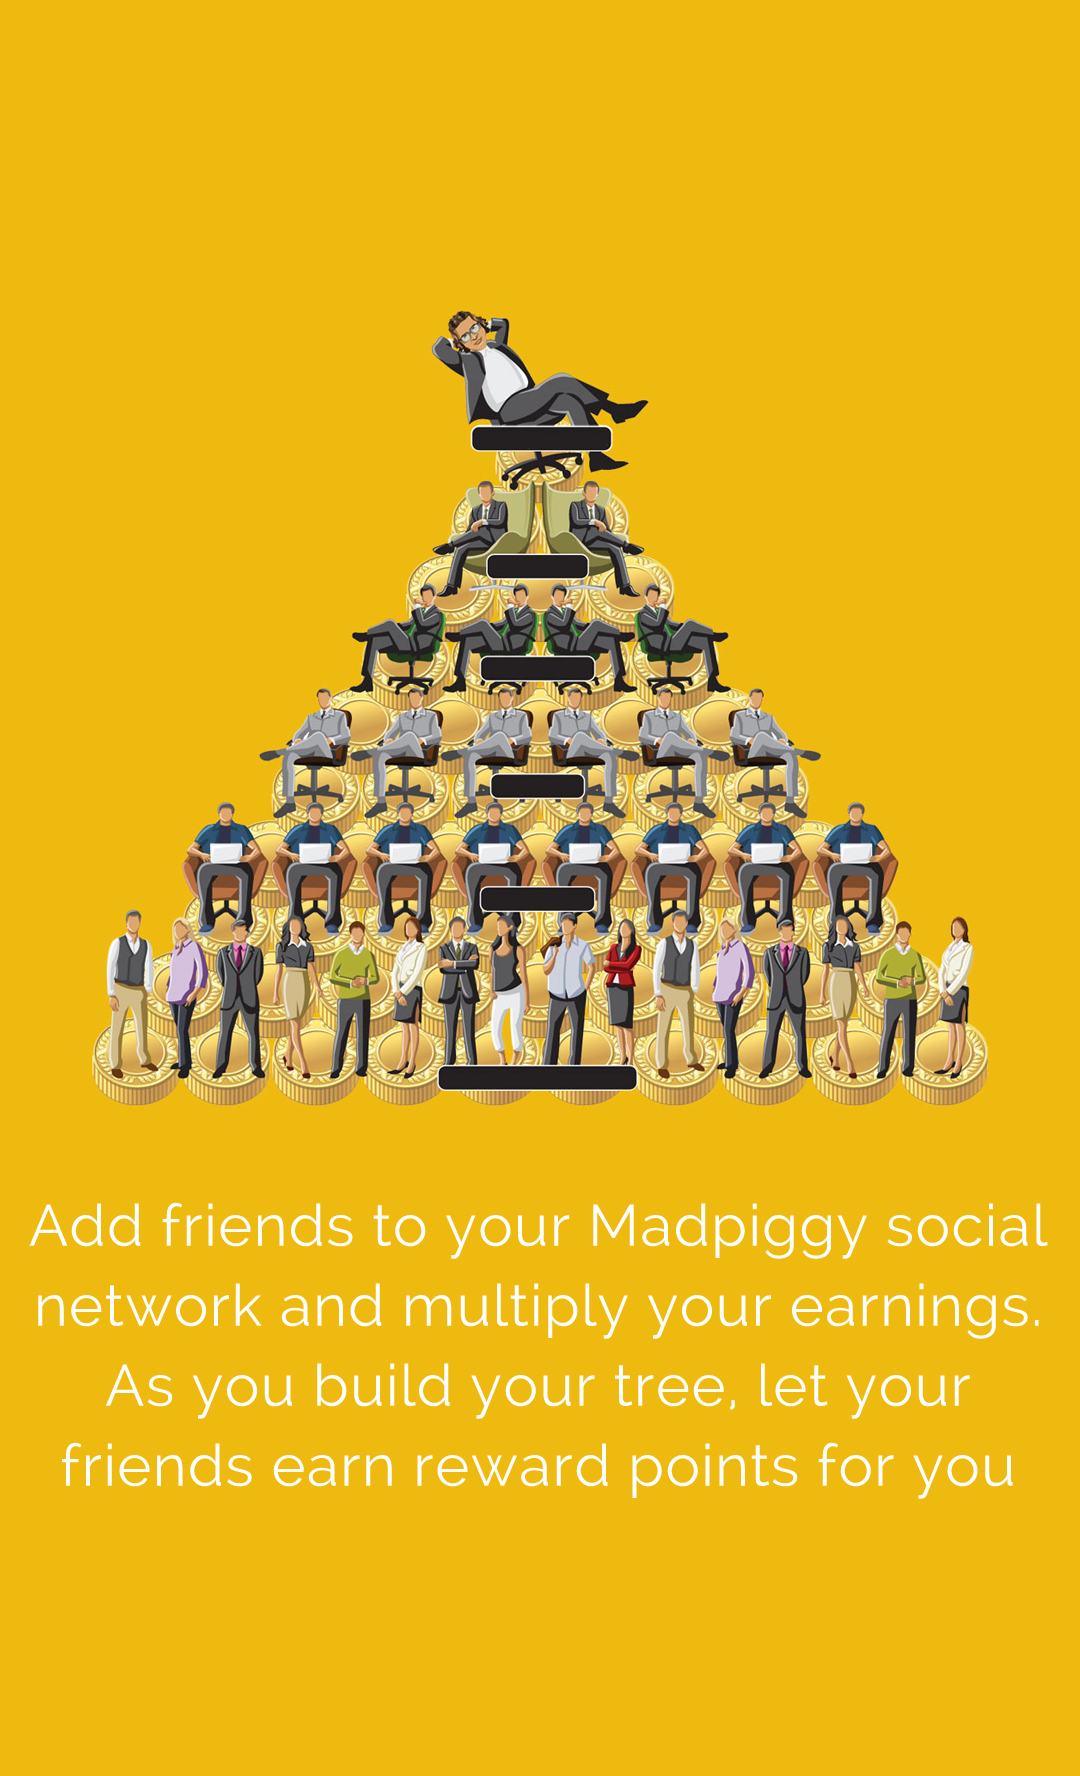 Add friends to your Madpiggy social
network and multiply your earnings.
As you build your tree, let your
friends earn reward points for you